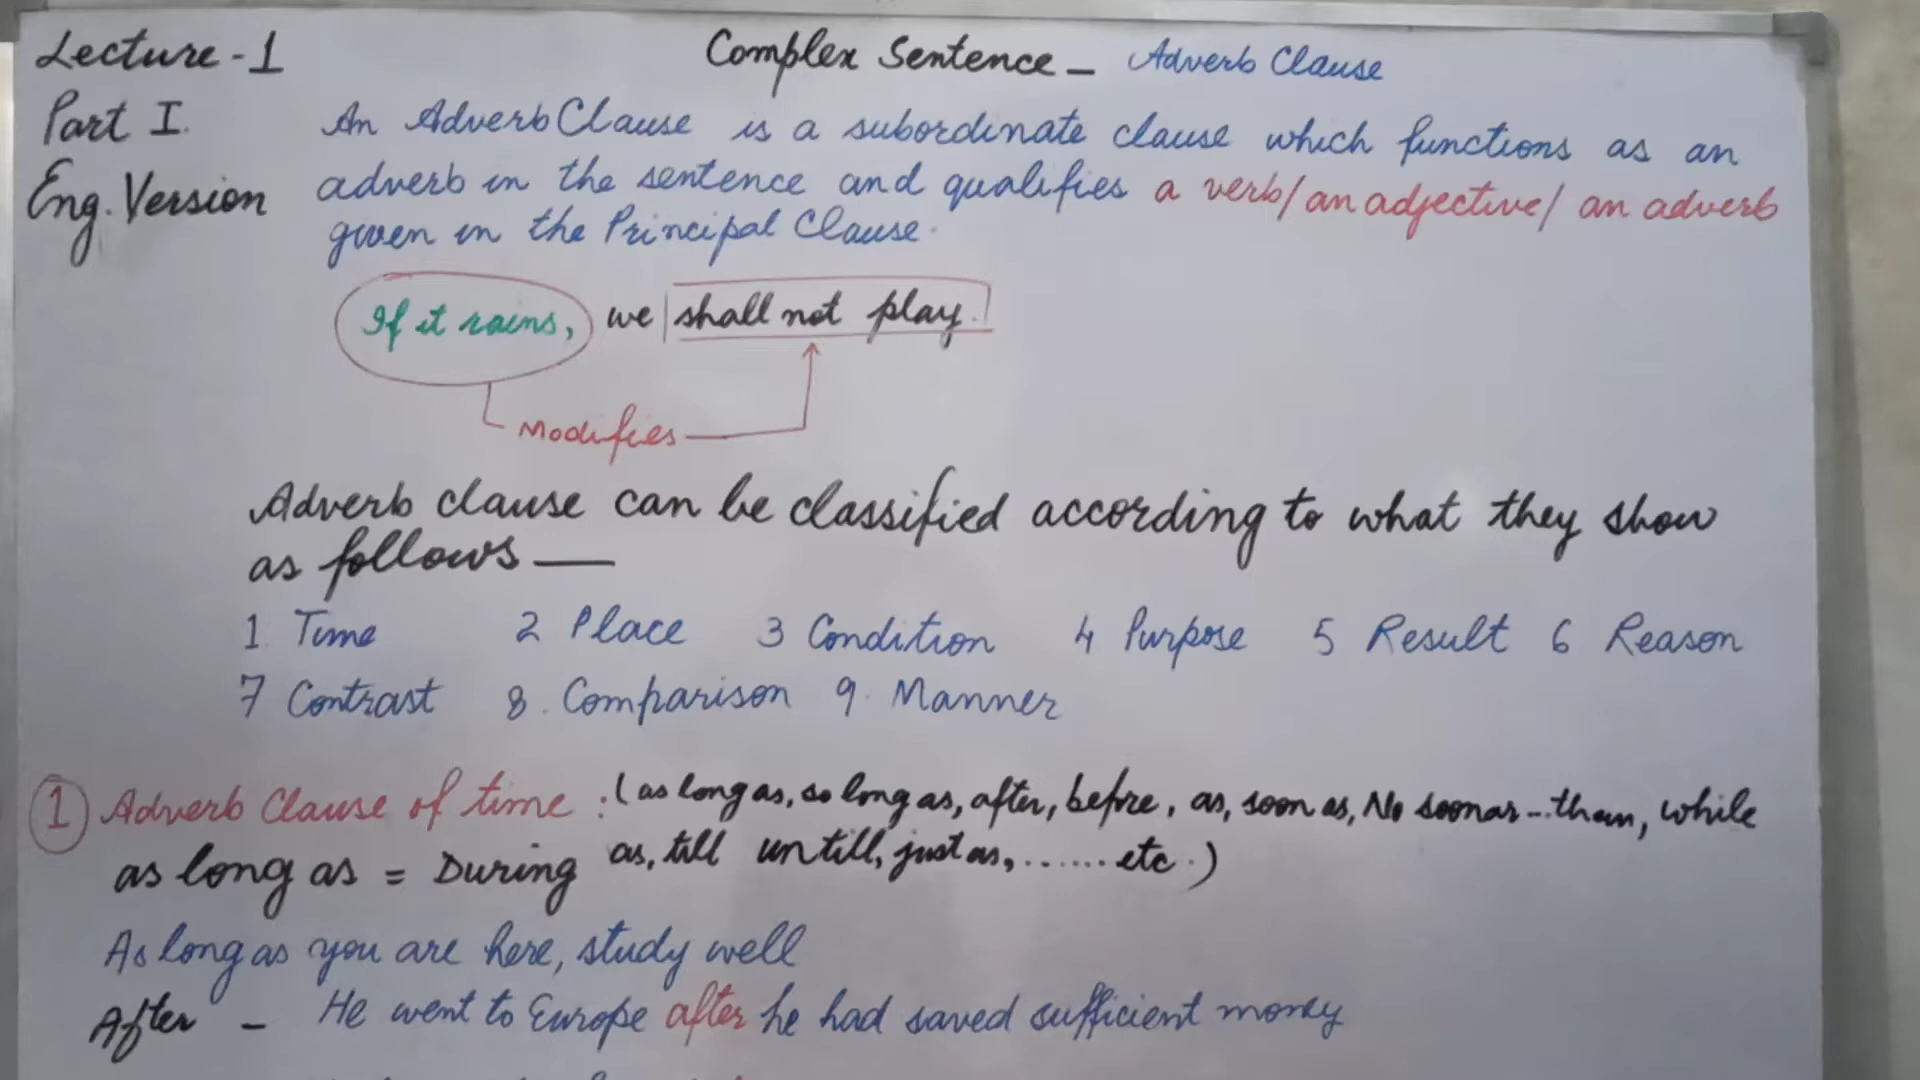 Lecture-1
Complex Sentence - Adverb Clause
Part I.
Eng. Version
An Adverb Clause is a subordinate clause which functions as an
adverb in the sentence and qualifies a verb/an adjective/ an adverb
given in the Principal Clause.
If it rains, we shall not play.
Modifies
Adverb clause can be classified according to what they show
as follows —
1 Time 2 Place 3 Condition 4 Purpose 5 Result 6 Reason
7 Contrast 8. Comparison 9. Manner
1 Adverb Clause of time : (as long as, so long as, after, before, as, soon as, No soonar -.. than, while
as, till untill, just as, ....... etc.)
as long as = During
As long as you are here, study well
After - He went to Europe after he had saved sufficient money